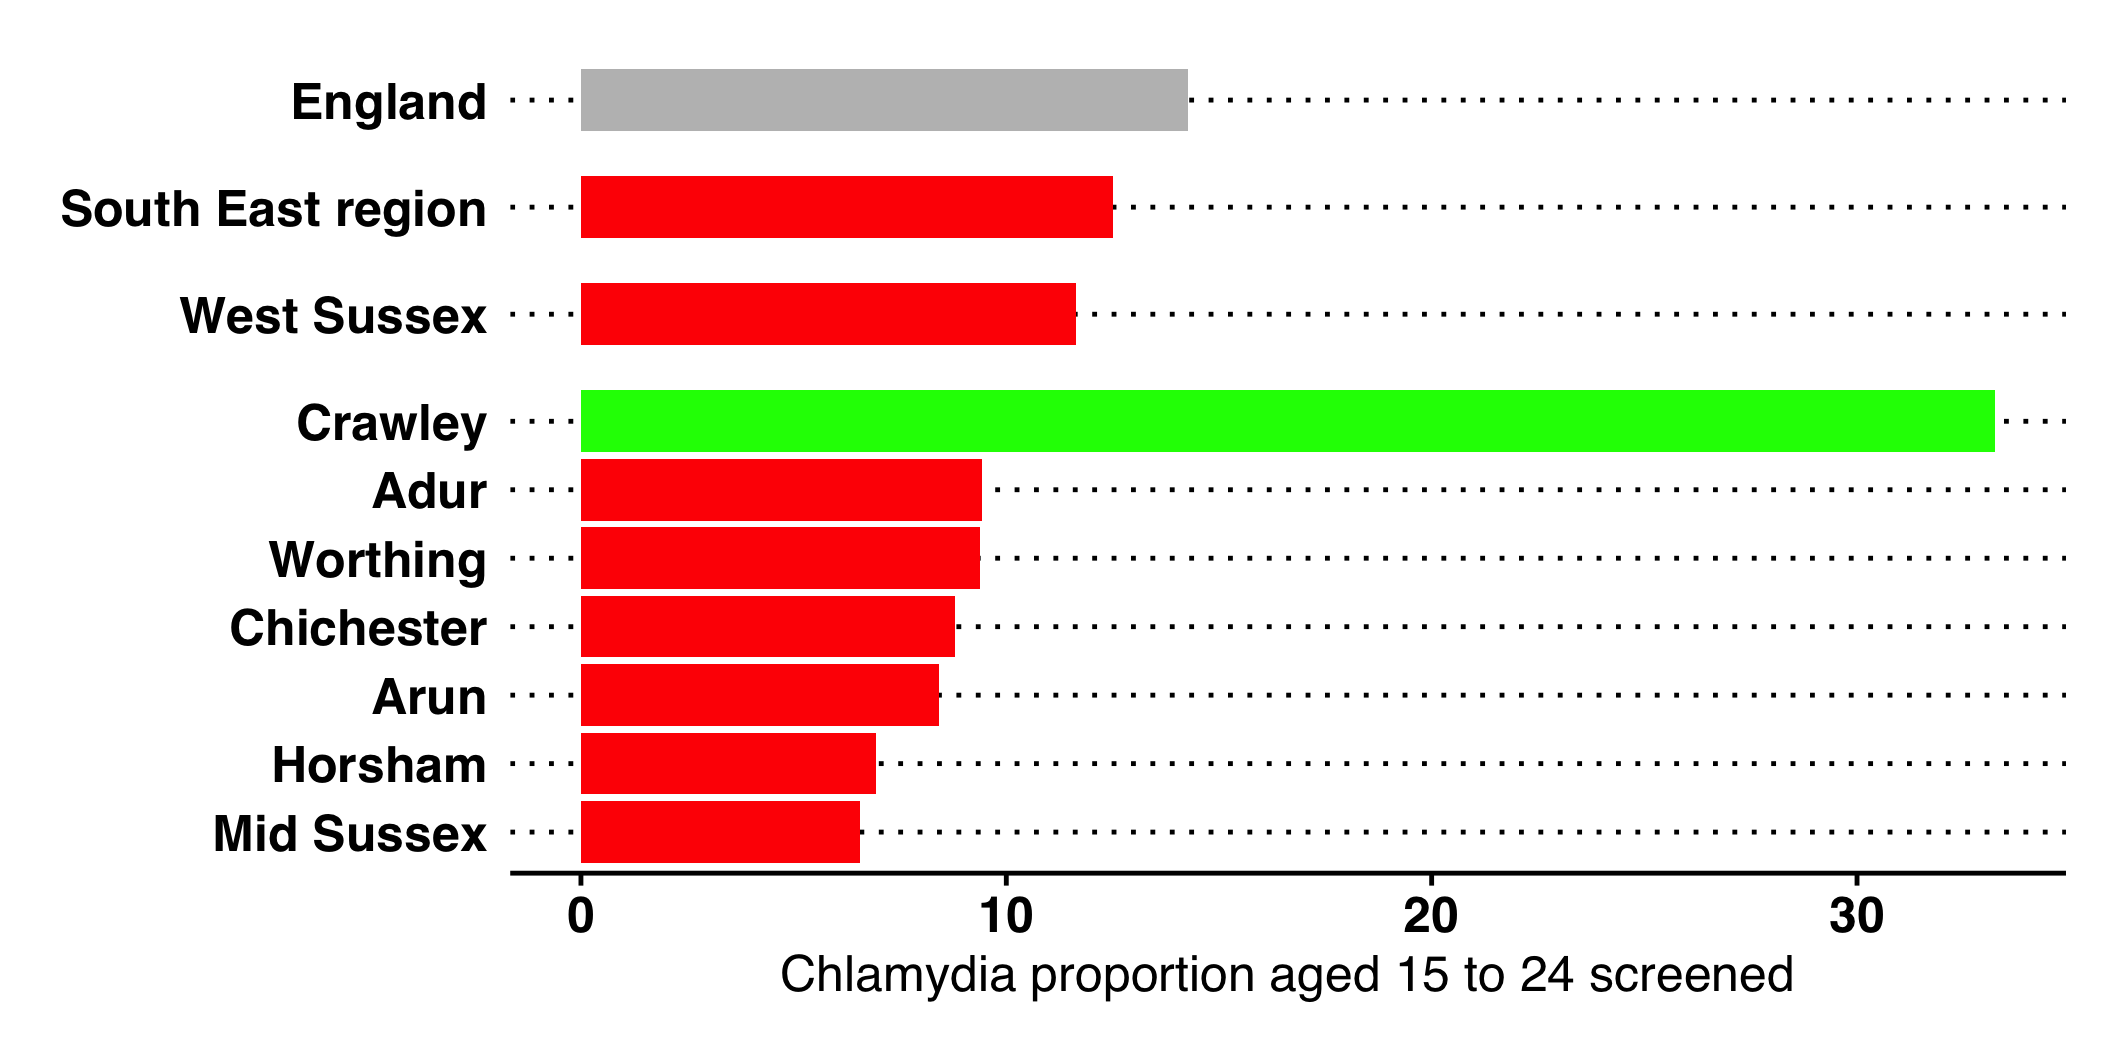 England
South East region
West Sussex
Crawley
Adur
Worthing
Chichester
Arun
Horsham
Mid Sussex
0 10 20 30
Chlamydia proportion aged 15 to 24 screened